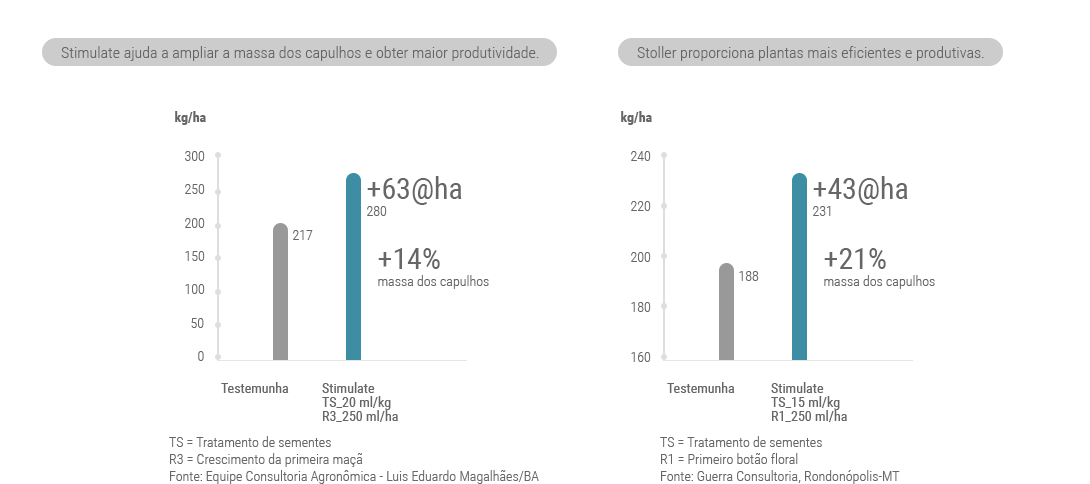 Stimulate ajuda a ampliar a massa dos capulhos e obter maior produtividade.
kg/ha
300
250
200
150
100
50
0
217
+63@ha
280
+14%
massa dos capulhos
Testemunha
Stimulate
TS_20 ml/kg
R3_250 ml/ha
TS = Tratamento de sementes
R3 = Crescimento da primeira maçã
Fonte: Equipe Consultoria Agronômica - Luis Eduardo Magalhães/BA
Stoller proporciona plantas mais eficientes e produtivas.
kg/ha
240
220
200
180
160
188
+43@ha
231
+21%
massa dos capulhos
Testemunha
Stimulate
TS_15 ml/kg
R1_250 ml/ha
TS = Tratamento de sementes
R1 = Primeiro botão floral
Fonte: Guerra Consultoria, Rondonópolis-MT